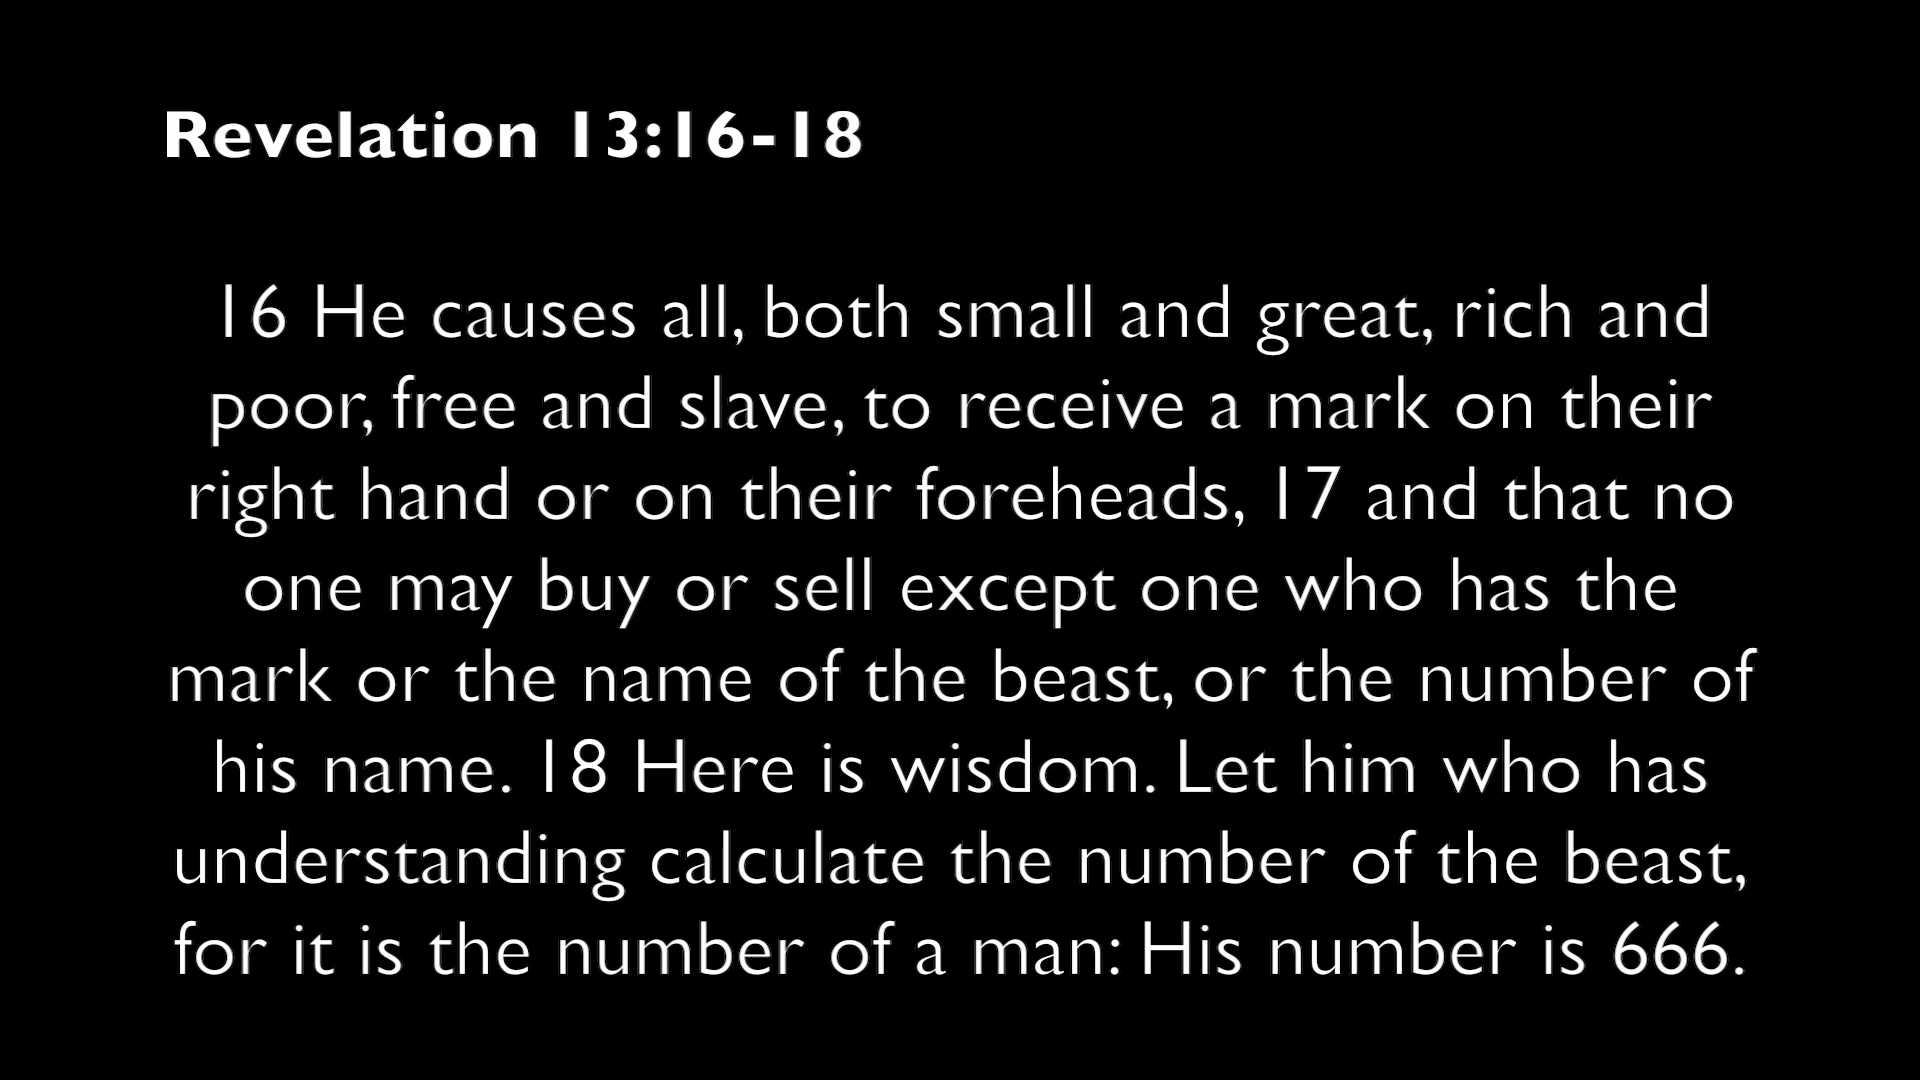 Revelation 13:16-18
16 He causes all, both small and great, rich and
poor, free and slave, to receive a mark on their
right hand or on their foreheads, 17 and that no
one may buy or sell except one who has the
mark or the name of the beast, or the number of
his name. 18 Here is wisdom. Let him who has
understanding calculate the number of the beast,
for it is the number of a man: His number is 666.